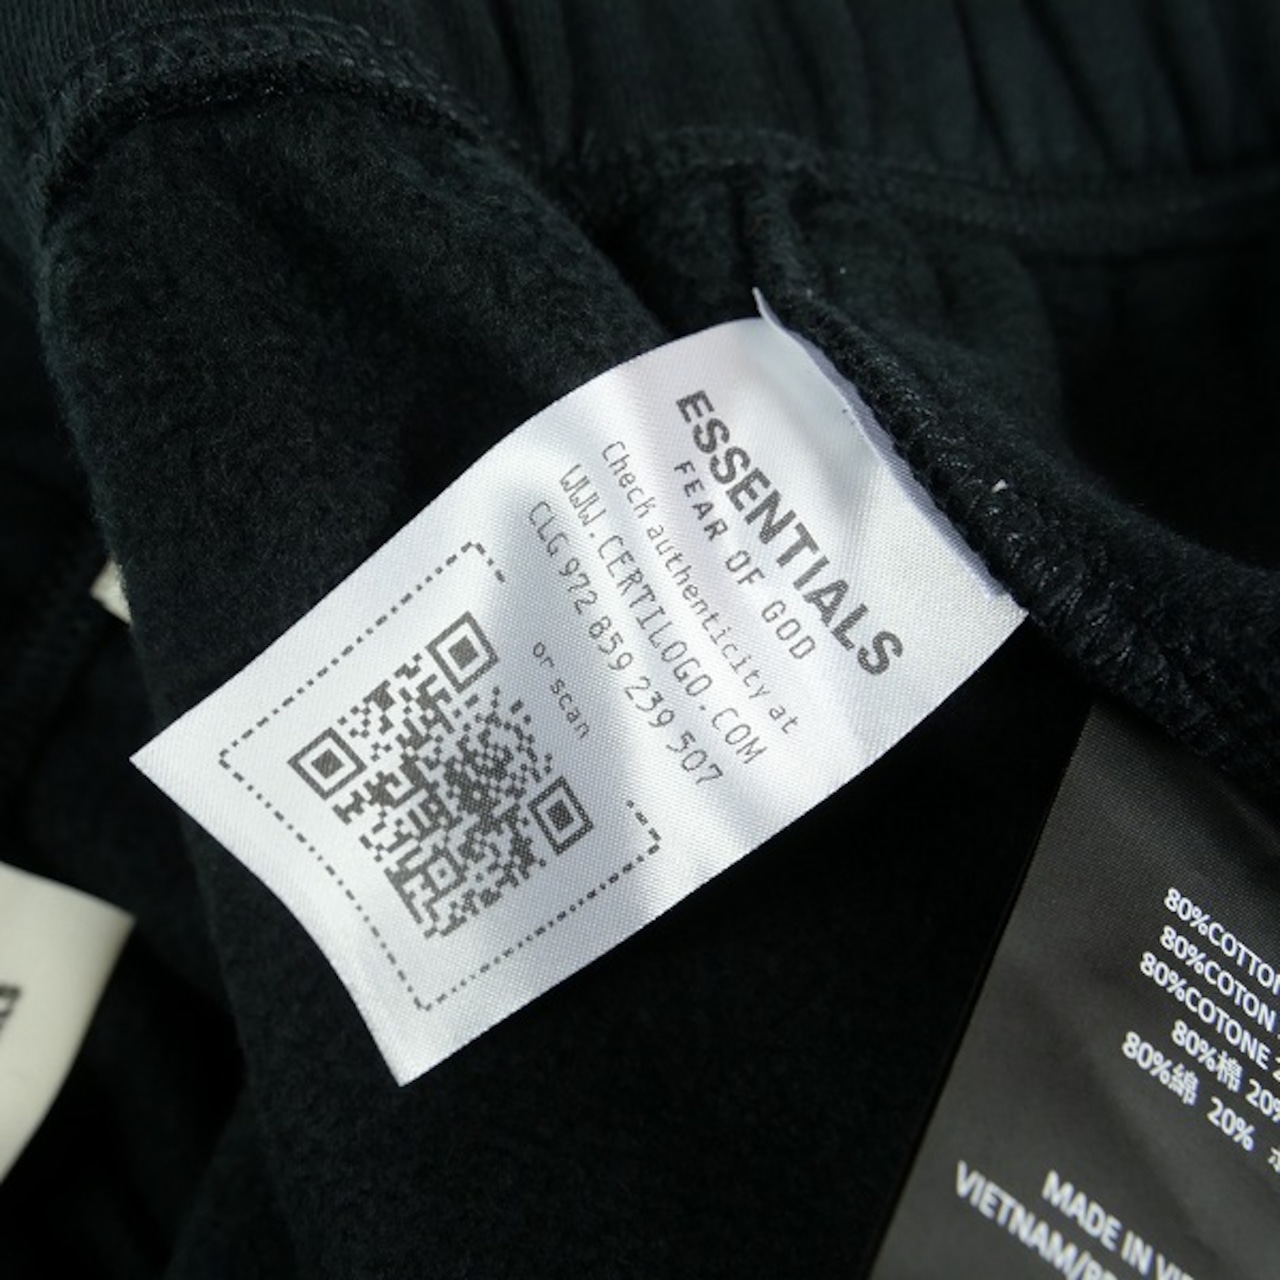 ESSENTIALS
FEAR OF GOD
Check authenticity at
WWW.CERTILOGO.COM
CLG 972 859 239 507
or scan
80%COTTON
80%COTON
80%COTONE
80%棉 20%
80%綿 20%
MADE IN
VIETNAM/